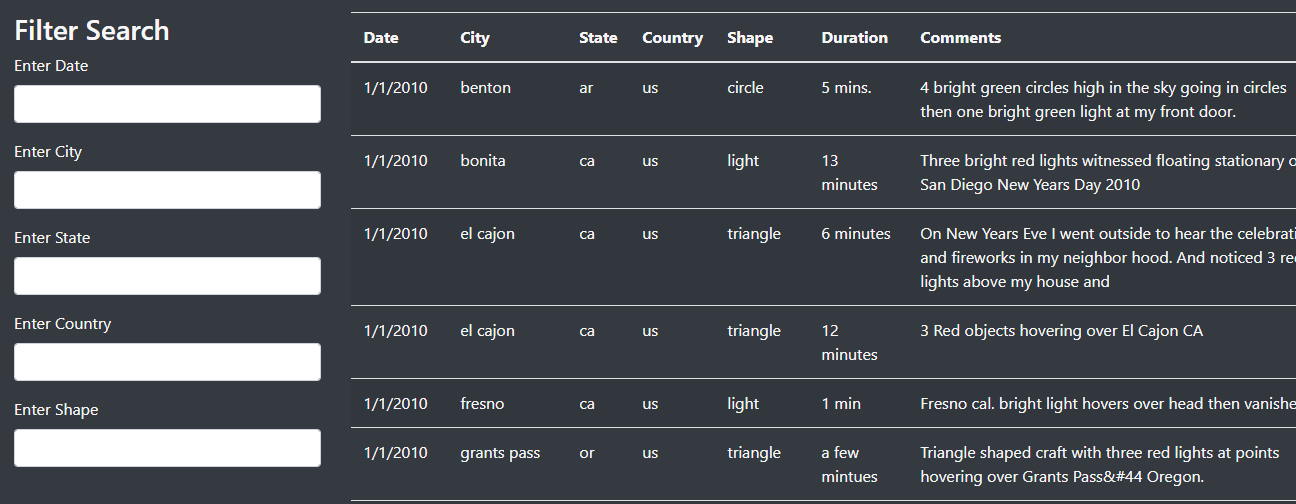 Filter Search
Enter Date
Enter City
Enter State
Enter Country
Enter Shape
Date City State Country Shape Duration Comments
1/1/2010 benton ar us circle 5 mins. 4 bright green circles high in the sky going in circles
then one bright green light at my front door.
1/1/2010 bonita ca us light 13 Three bright red lights witnessed floating stationary
minutes San Diego New Years Day 2010
1/1/2010 el cajon ca us triangle 6 minutes On New Years Eve I went outside to hear the celebrati
and fireworks in my neighbor hood. And noticed 3 re
lights above my house and
1/1/2010 el cajon ca us triangle 12 3 Red objects hovering over El Cajon CA
minutes
1/1/2010 fresno ca us light 1 min Fresno cal. bright light hovers over head then vanishe
1/1/2010 grants pass or us triangle a few Triangle shaped craft with three red lights at points
mintues hovering over Grants Pass&#44 Oregon.